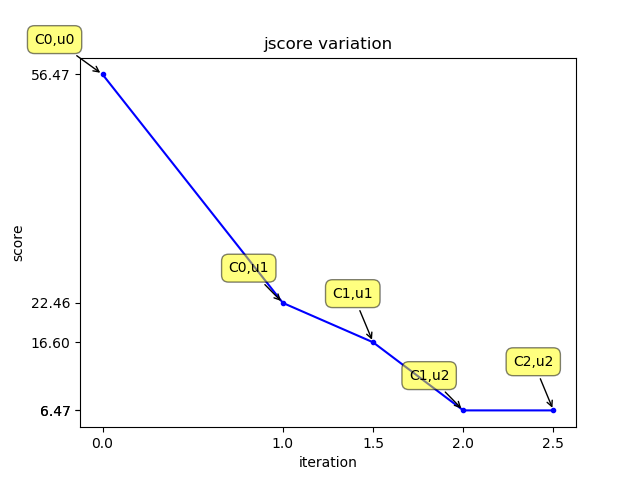 C0,u0
jscore variation
56.47
C0,u1
C1,u1
22.46
16.60
C2,u2
C1,u2
6.47
score
0.0
1.0
1.5
2.0
2.5
iteration